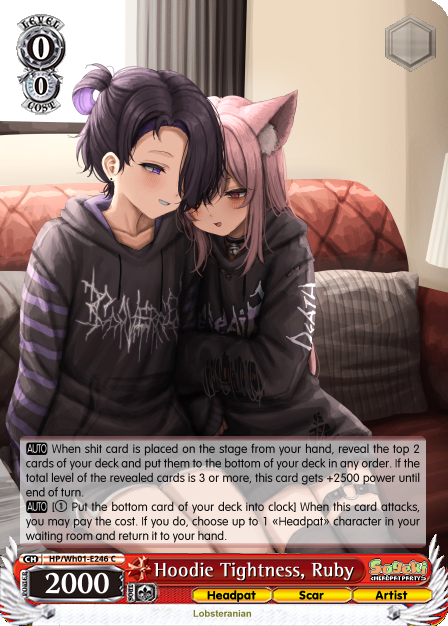 LEVEL
0
0
COST
DEATH
AUTO When shit card is placed on the stage from your hand, reveal the top 2
cards of your deck and put them to the bottom of your deck in any order. If the
total level of the revealed cards is 3 or more, this card gets +2500 power until
end of turn.
AUTO [① Put the bottom card of your deck into clock] When this card attacks,
you may pay the cost. If you do, choose up to 1 «Headpat» character in your
waiting room and return it to your hand.
CH HP/Wh01-E246 C
POWER 2000 SOUL
Hoodie Tightness, Ruby
HEADPAT PARTY
Headpat Scar Artist
Lobsteranian